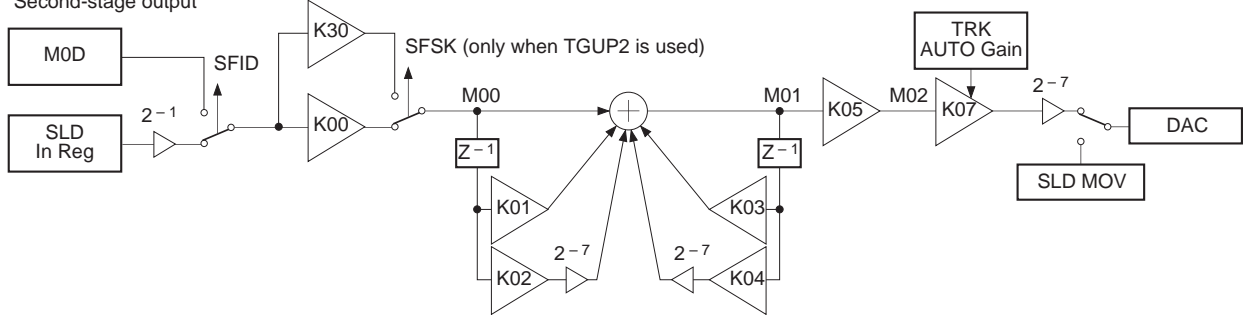 Second-stage output
M0D
SFID
2−1
SLD
In Reg
K30
K00
SFSK (only when TGUP2 is used)
M00
Z−1
K01
K02
2−7
M01
Z−1
K03
K04
2−7
K05
M02
TRK
AUTO Gain
K07
2−7
DAC
SLD MOV